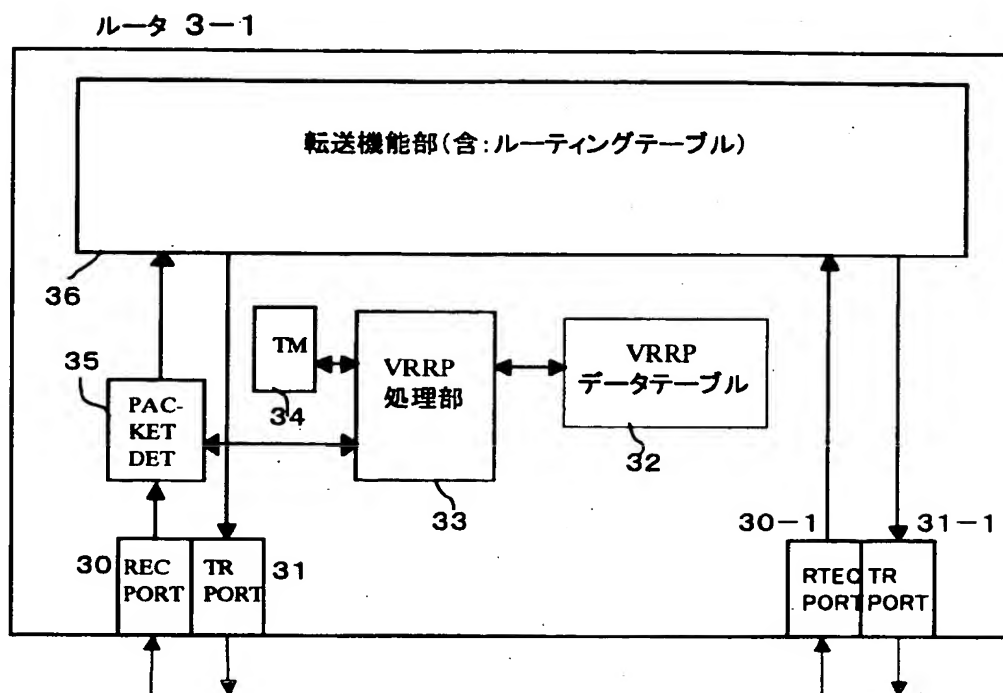 ルータ 3-1
転送機能部(含:ルーティングテーブル)
36
35
PAC-
KET
DET
TM
34
VRRP
処理部
33
VRRP
データテーブル
32
30
REC
PORT
TR
PORT
31
30-1
RTEC
PORT
TR
PORT
31-1